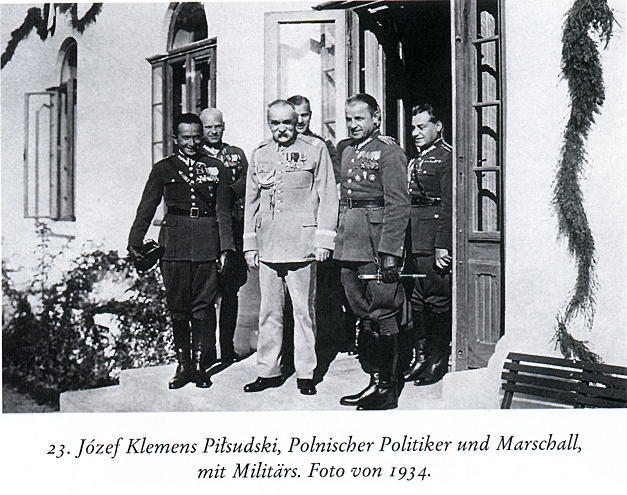 23. Józef Klemens Piłsudski, Polnischer Politiker und Marschall,
mit Militärs. Foto von 1934.